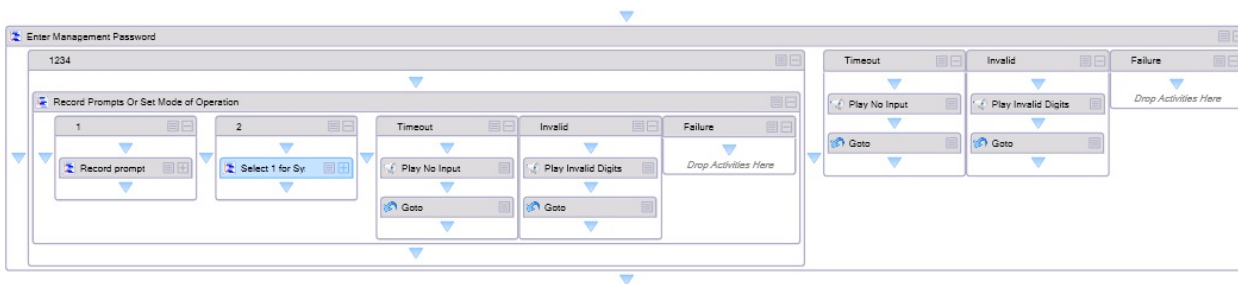 Enter Management Password
1234
Timeout
Invalid
Failure
Play No Input
Play Invalid Digits
Drop Activities Here
Goto
Goto
Record Prompts Or Set Mode of Operation
1
2
Timeout
Invalid
Failure
Record prompt
Select 1 for Sy
Play No Input
Play Invalid Digits
Drop Activities Here
Goto
Goto